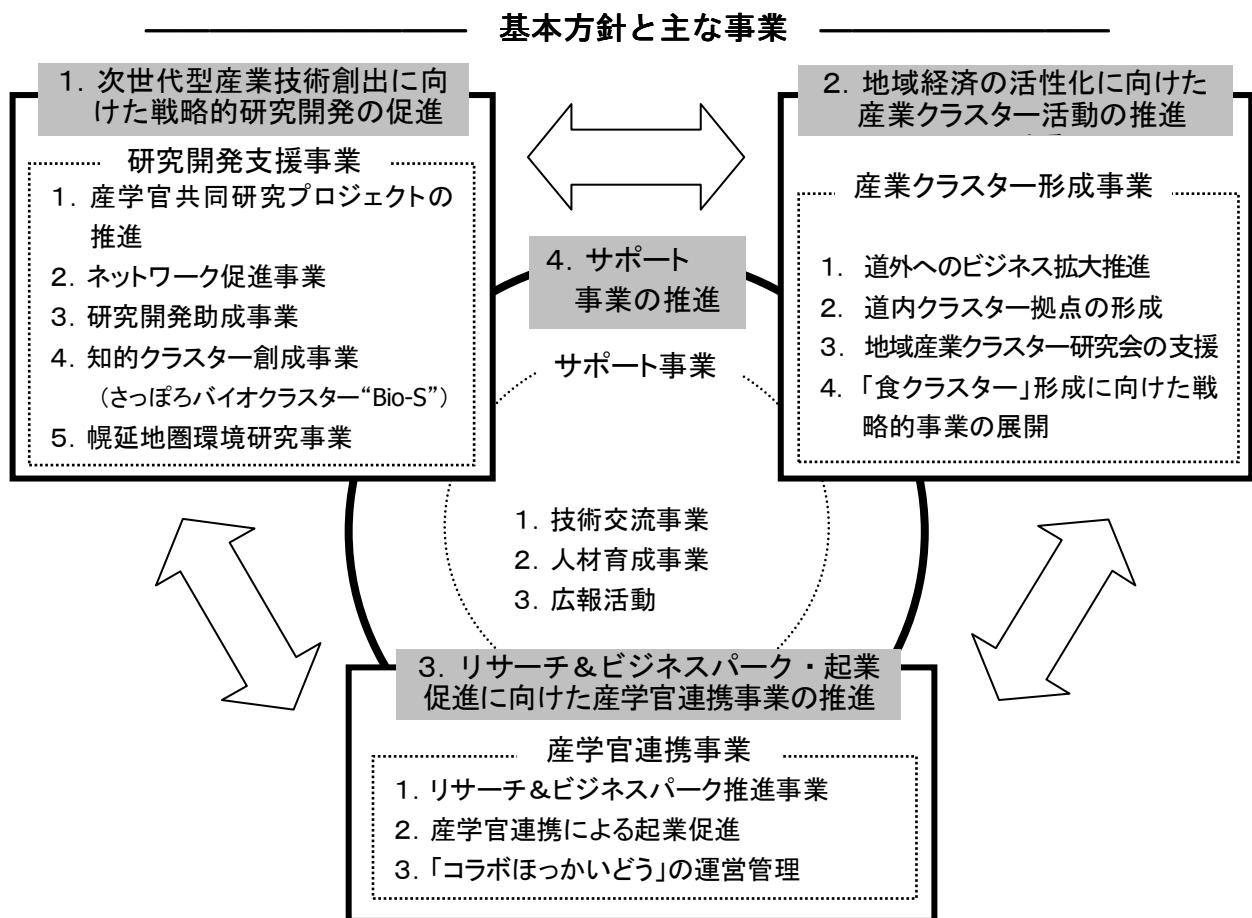 基本方針と主な事業
1．次世代型産業技術創出に向
けた戦略的研究開発の促進
研究開発支援事業
1．産学官共同研究プロジェクトの
推進
2．ネットワーク促進事業
3．研究開発助成事業
4．知的クラスター創成事業
（さっぽろバイオクラスター“Bio-S”）
5．幌延地圏環境研究事業
2．地域経済の活性化に向けた
産業クラスター活動の推進
産業クラスター形成事業
1．道外へのビジネス拡大推進
2．道内クラスター拠点の形成
3．地域産業クラスター研究会の支援
4．「食クラスター」形成に向けた戦
略的事業の展開
4．サポート
事業の推進
サポート事業
1．技術交流事業
2．人材育成事業
3．広報活動
3．リサーチ＆ビジネスパーク・起業
促進に向けた産学官連携事業の推進
産学官連携事業
1．リサーチ＆ビジネスパーク推進事業
2．産学官連携による起業促進
3．「コラボほっかいどう」の運営管理